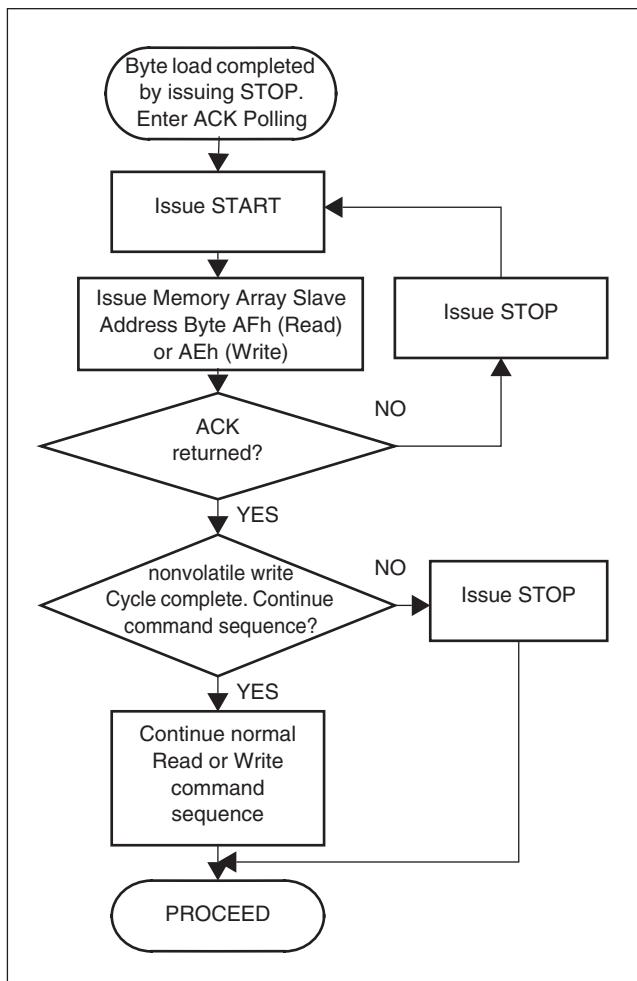 Byte load completed
by issuing STOP.
Enter ACK Polling
Issue START
Issue Memory Array Slave
Address Byte AFh (Read)
or AEh (Write)
Issue STOP
ACK
returned?
NO
YES
nonvolatile write
Cycle complete. Continue
command sequence?
NO
Issue STOP
YES
Continue normal
Read or Write
command
sequence
PROCEED